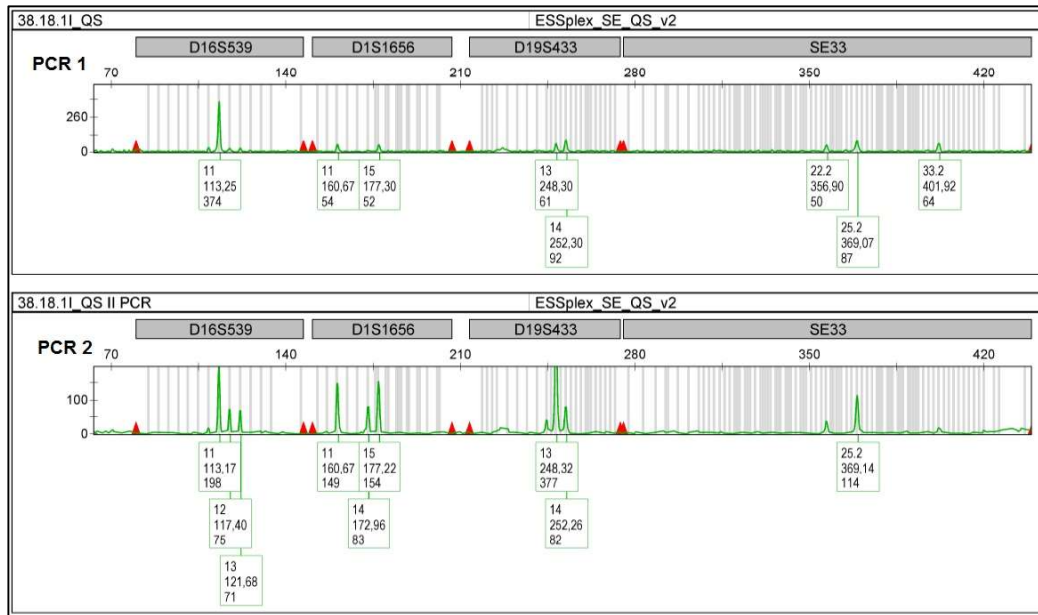 38.18.1I_QS ESSplex_SE_QS_v2
D16S539 D1S1656 D19S433 SE33
PCR 1
70 140 210 280 350 420
260
0
11 11 15 13 22.2 33.2
113,25 160,67 177,30 248,30 356,90 401,92
374 54 52 61 50 64
14 25.2
252,30 369,07
92 87
38.18.1I_QS II PCR ESSplex_SE_QS_v2
D16S539 D1S1656 D19S433 SE33
PCR 2
70 140 210 280 350 420
100
0
11 11 15 13 25.2
113,17 160,67 177,22 248,32 369,14
198 149 154 377 114
12 14 14
117,40 172,96 252,26
75 83 82
13
121,68
71